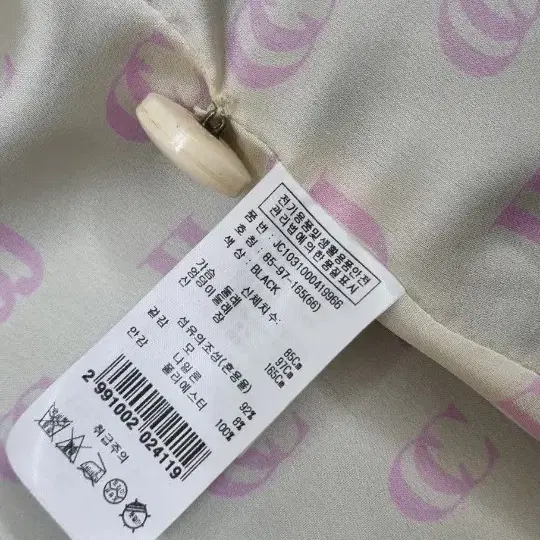 전기용품및생활용품안전
관리법에 의한 품질표시
품 번 : JC1031000419966
호 칭 : 85-97-165(66)
색 상 : BLACK
신체치수:
가슴 둘레 85Cm
엉덩이둘레 97Cm
신장 165Cm
섬유의조성(혼용율)
겉감 모 92%
나일론 8%
안감 폴리에스터 100%
2 991002 024119
취급주의